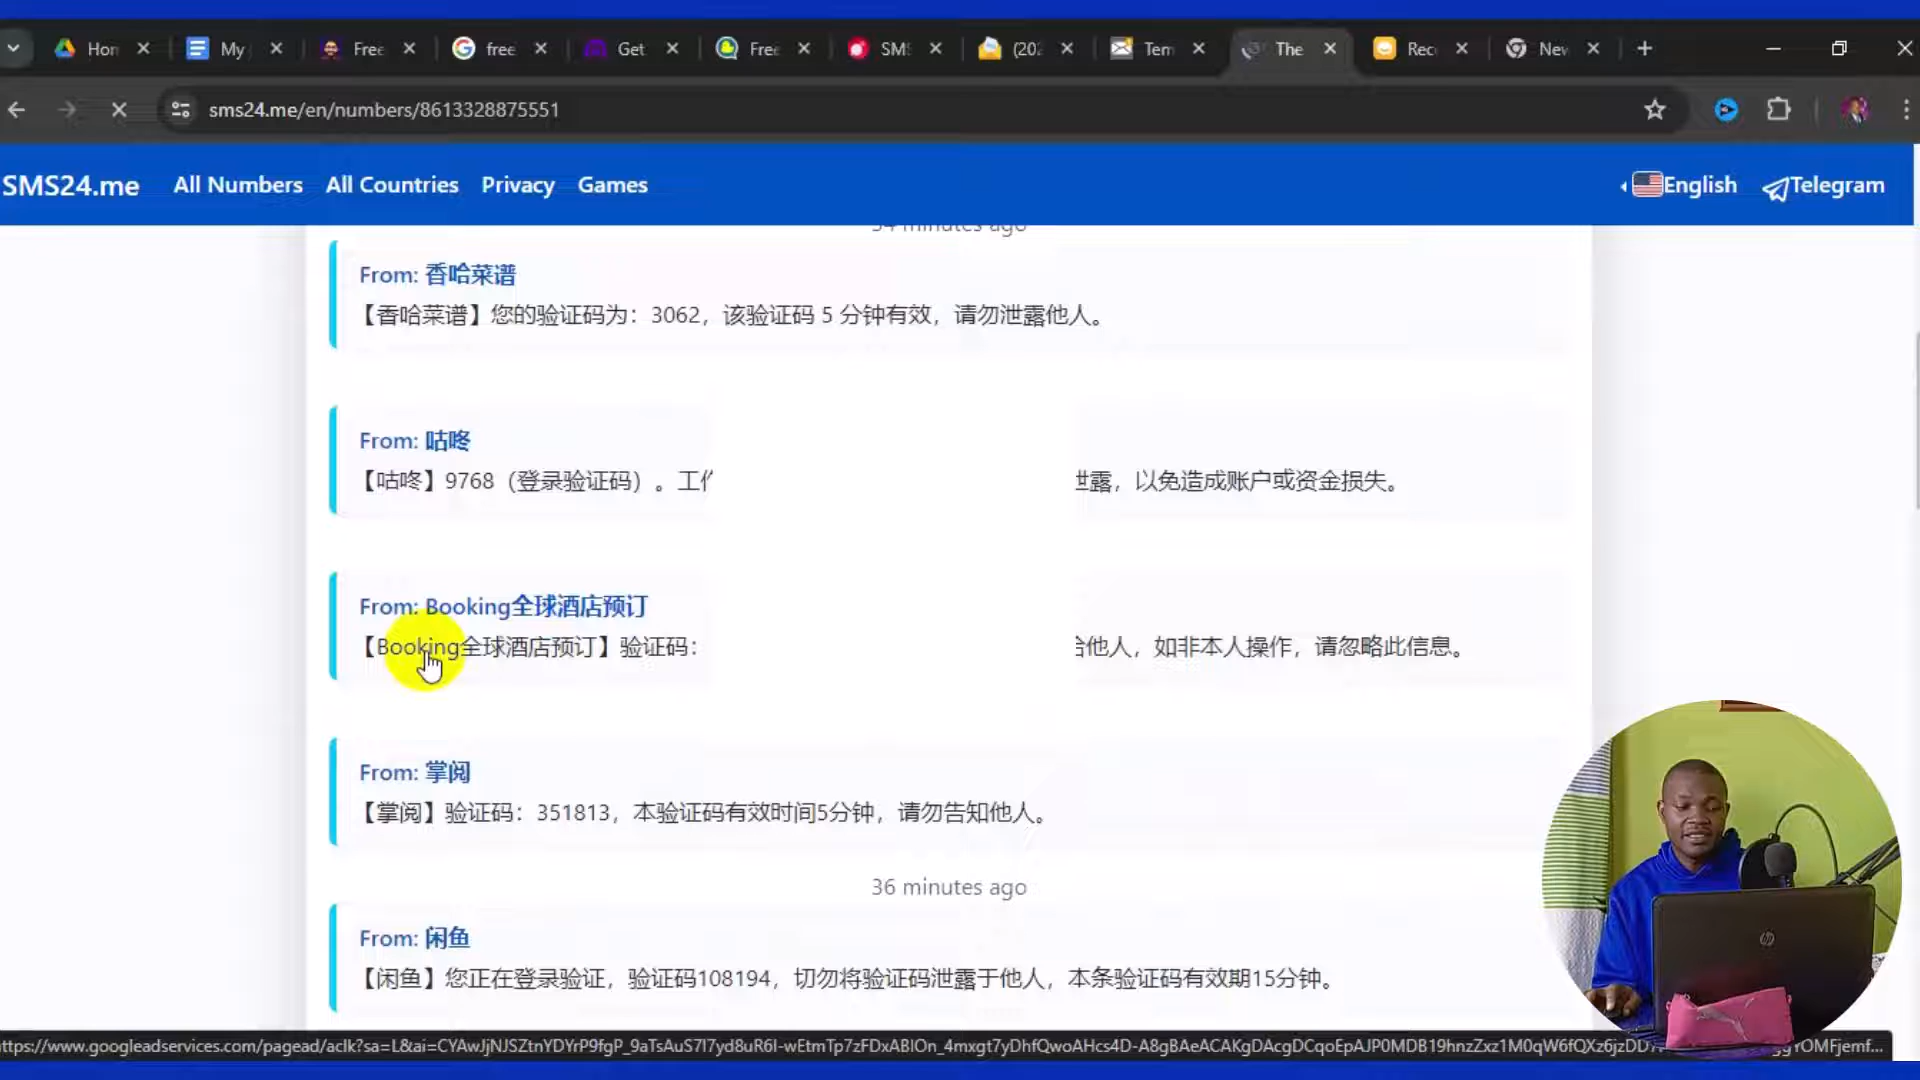 Hon
My
Free
free
Get
Free
SMS
(202
Tem
The
Rec
New
sms24.me/en/numbers/8613328875551
SMS24.me
All Numbers
All Countries
Privacy
Games
English
Telegram
34 minutes ago
From: 香哈菜谱
【香哈菜谱】您的验证码为：3062，该验证码 5 分钟有效，请勿泄露他人。
From: 咕咚
【咕咚】9768（登录验证码）。工
泄露，以免造成账户或资金损失。
From: Booking全球酒店预订
【Booking全球酒店预订】验证码：
给他人，如非本人操作，请忽略此信息。
From: 掌阅
【掌阅】验证码：351813，本验证码有效时间5分钟，请勿告知他人。
36 minutes ago
From: 闲鱼
【闲鱼】您正在登录验证，验证码108194，切勿将验证码泄露于他人，本条验证码有效期15分钟。
hp